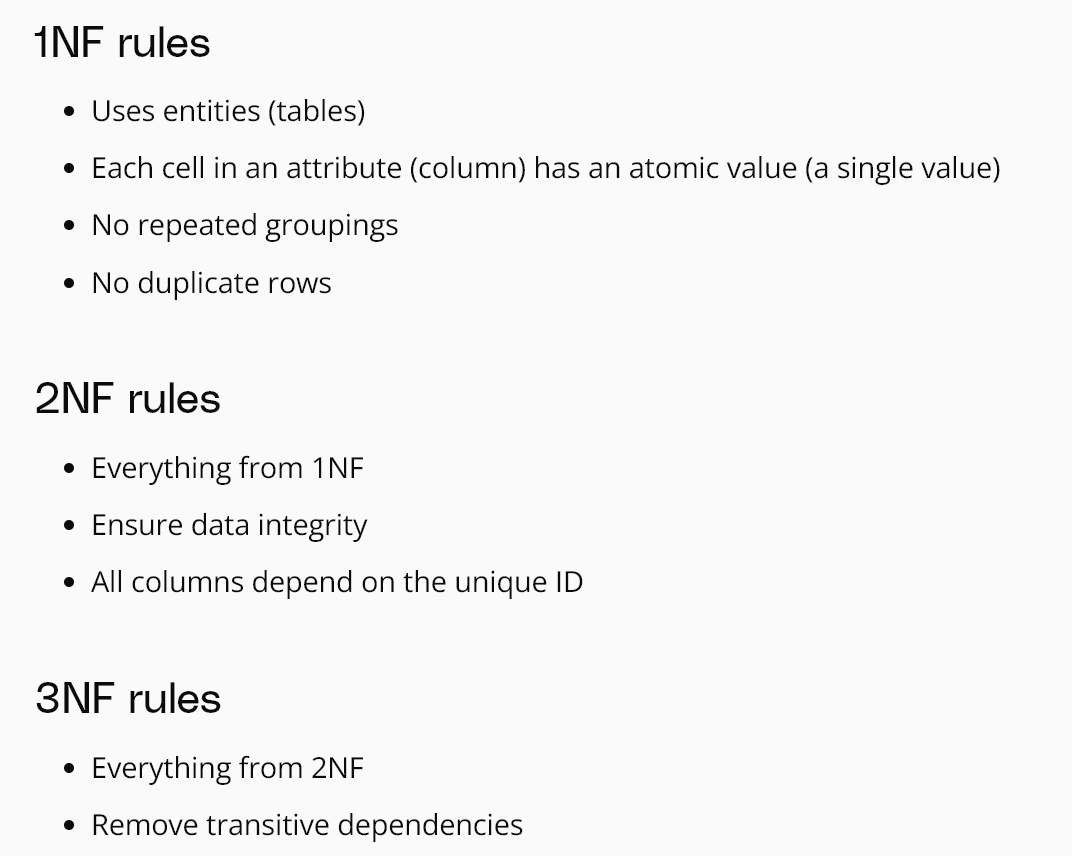 1NF rules
• Uses entities (tables)
• Each cell in an attribute (column) has an atomic value (a single value)
• No repeated groupings
• No duplicate rows
2NF rules
• Everything from 1NF
• Ensure data integrity
• All columns depend on the unique ID
3NF rules
• Everything from 2NF
• Remove transitive dependencies